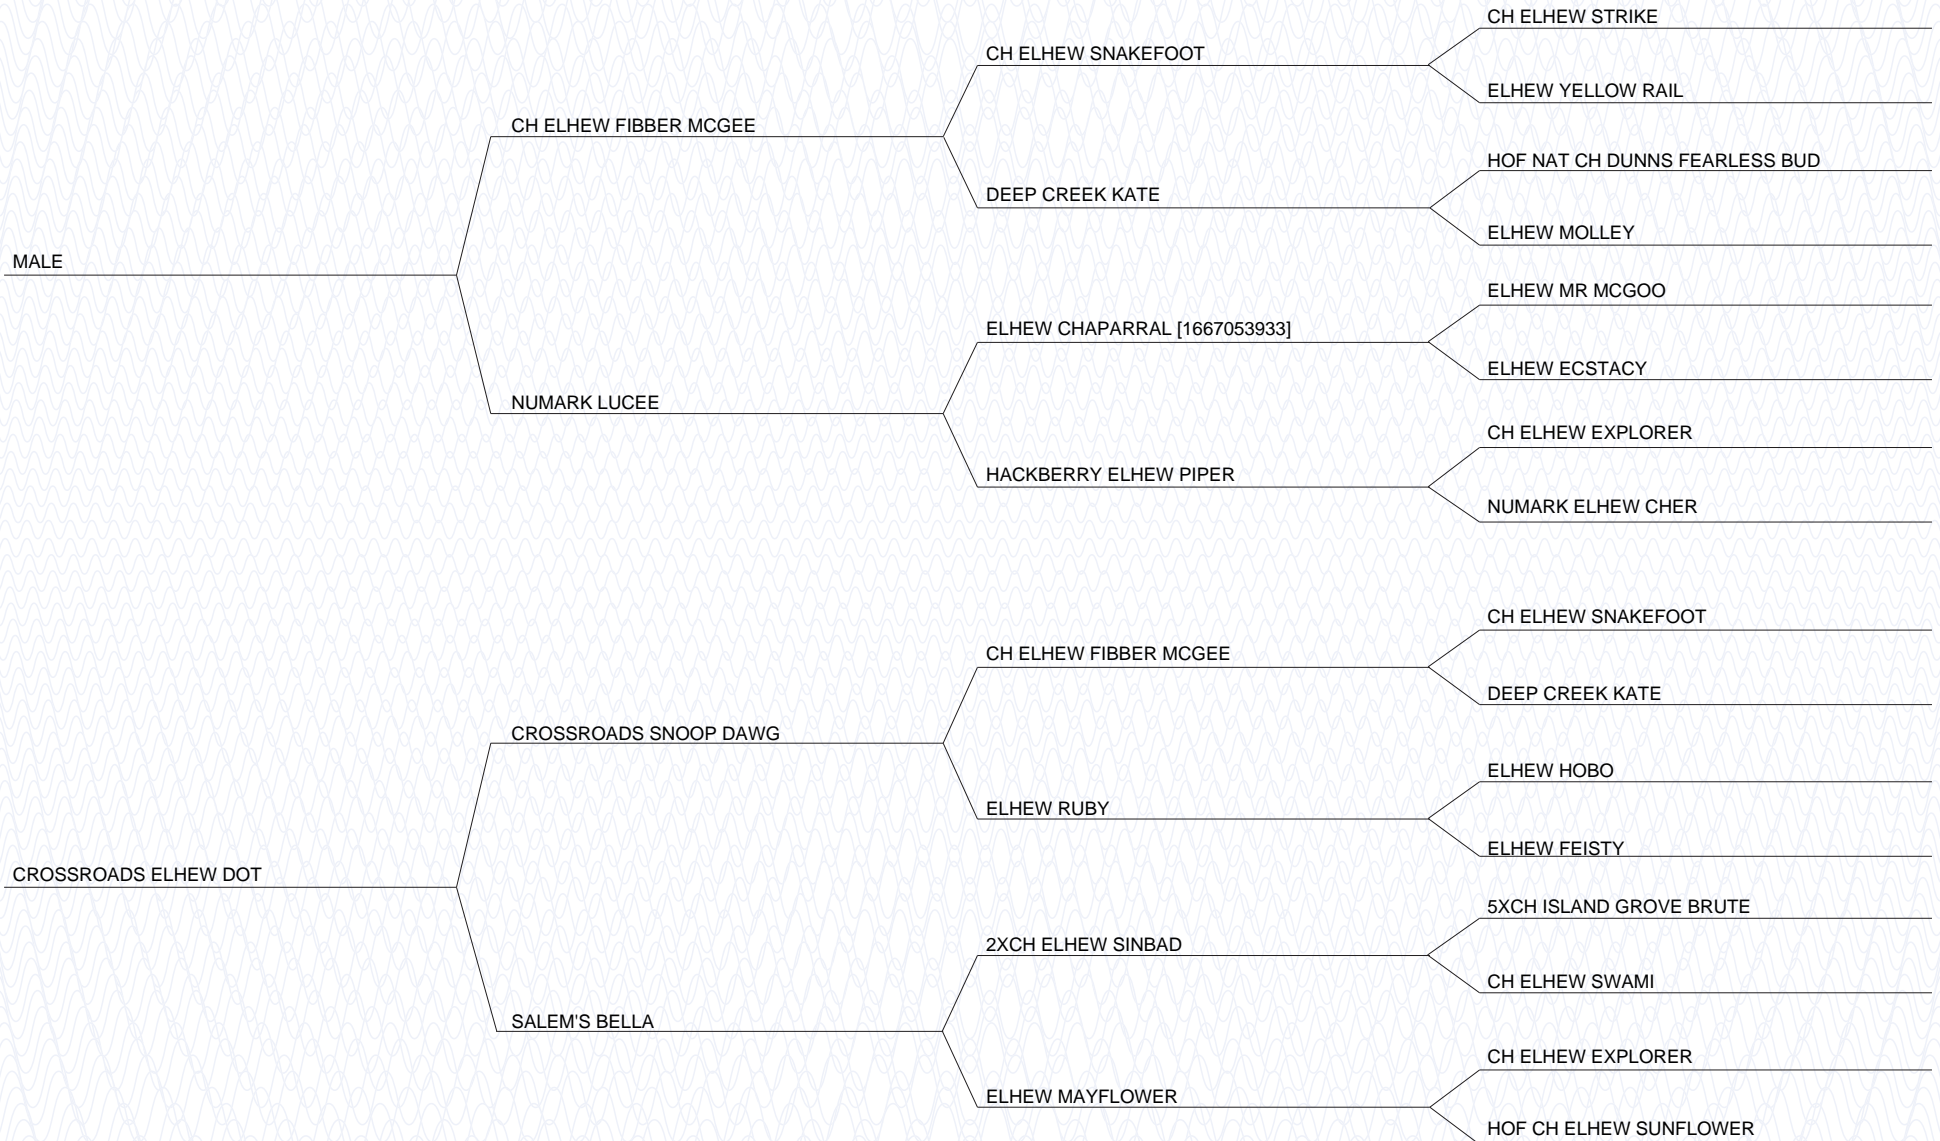 CH ELHEW STRIKE
CH ELHEW SNAKEFOOT
ELHEW YELLOW RAIL
CH ELHEW FIBBER MCGEE
HOF NAT CH DUNNS FEARLESS BUD
DEEP CREEK KATE
ELHEW MOLLEY
MALE
ELHEW MR MCGOO
ELHEW CHAPARRAL [1667053933]
ELHEW ECSTACY
NUMARK LUCEE
CH ELHEW EXPLORER
HACKBERRY ELHEW PIPER
NUMARK ELHEW CHER
CH ELHEW SNAKEFOOT
CH ELHEW FIBBER MCGEE
DEEP CREEK KATE
CROSSROADS SNOOP DAWG
ELHEW HOBO
ELHEW RUBY
ELHEW FEISTY
CROSSROADS ELHEW DOT
5XCH ISLAND GROVE BRUTE
2XCH ELHEW SINBAD
CH ELHEW SWAMI
SALEM'S BELLA
CH ELHEW EXPLORER
ELHEW MAYFLOWER
HOF CH ELHEW SUNFLOWER